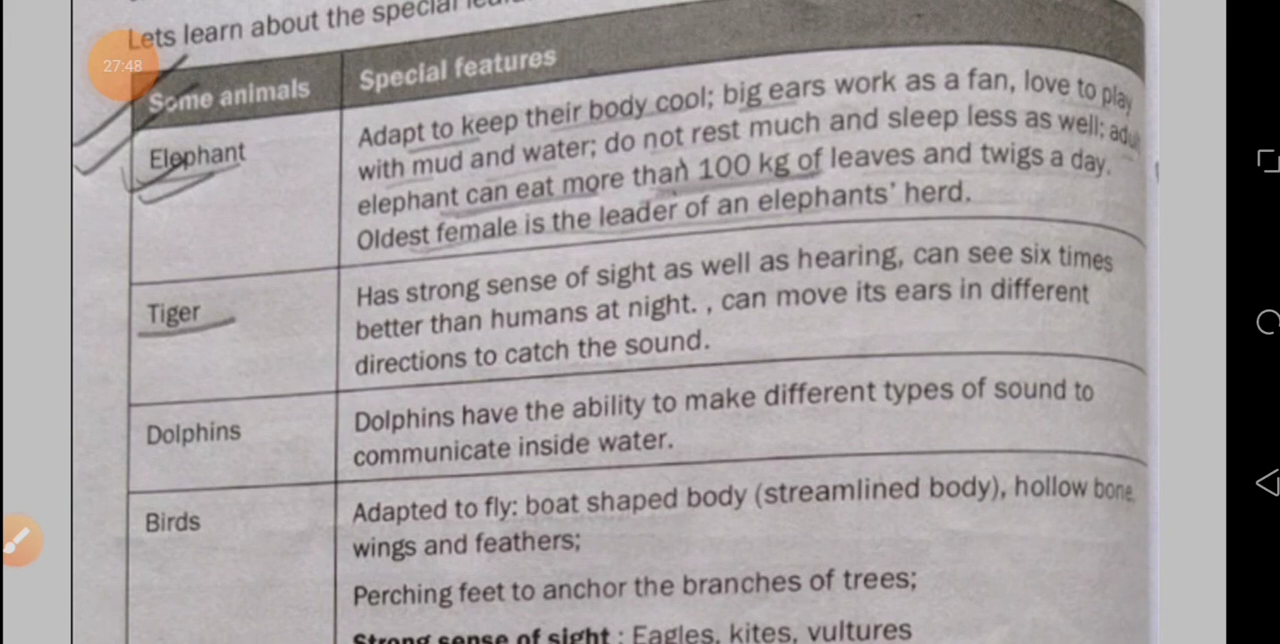 Lets learn about the special
27:48
Some animals
Special features
Elephant
Adapt to keep their body cool; big ears work as a fan, love to play
with mud and water; do not rest much and sleep less as well;
elephant can eat more than 100 kg of leaves and twigs a day.
Oldest female is the leader of an elephants' herd.
Tiger
Has strong sense of sight as well as hearing, can see six times
better than humans at night. , can move its ears in different
directions to catch the sound.
Dolphins
Dolphins have the ability to make different types of sound to
communicate inside water.
Birds
Adapted to fly: boat shaped body (streamlined body), hollow bone
wings and feathers;
Perching feet to anchor the branches of trees;
Strong sense of sight : Eagles, kites, vultures